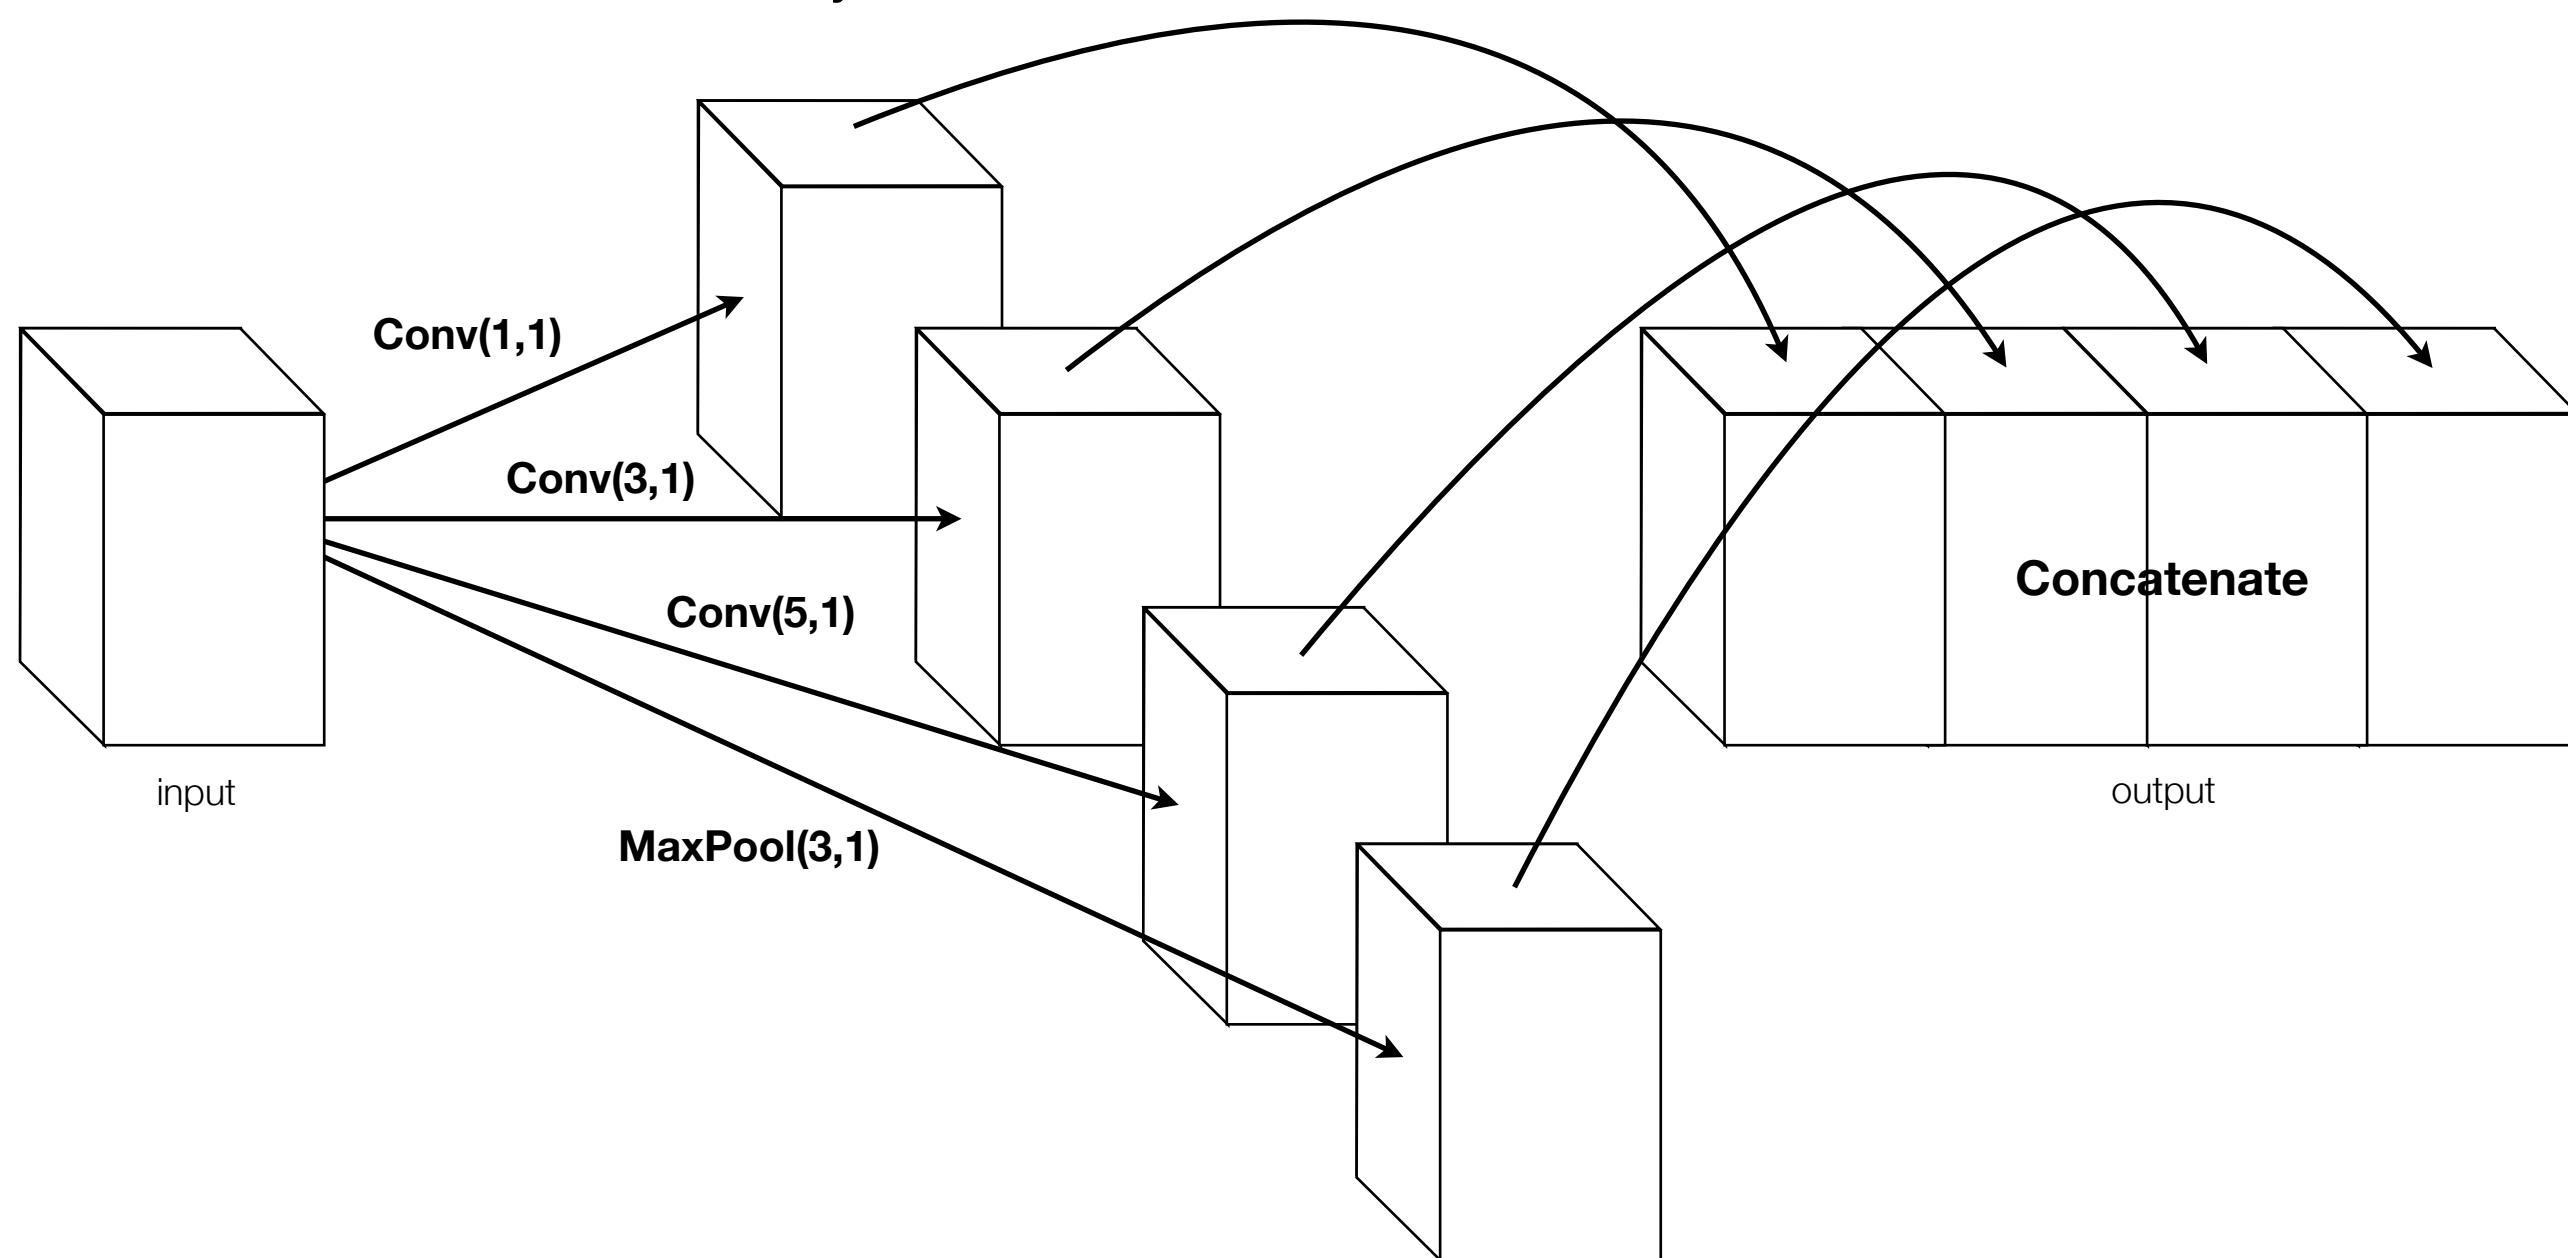 Conv(1,1)
Conv(3,1)
Conv(5,1)
MaxPool(3,1)
Concatenate
input
output